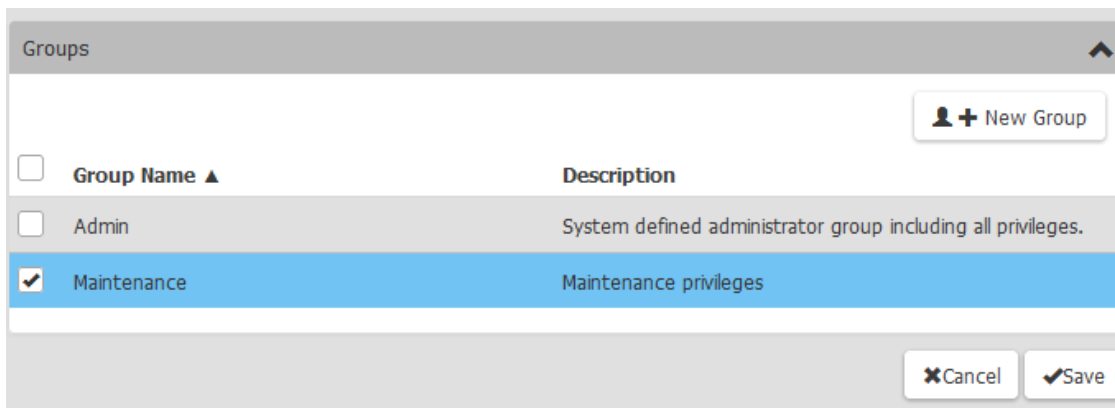 Groups
New Group
Group Name ▲ Description
Admin System defined administrator group including all privileges.
Maintenance Maintenance privileges
Cancel Save